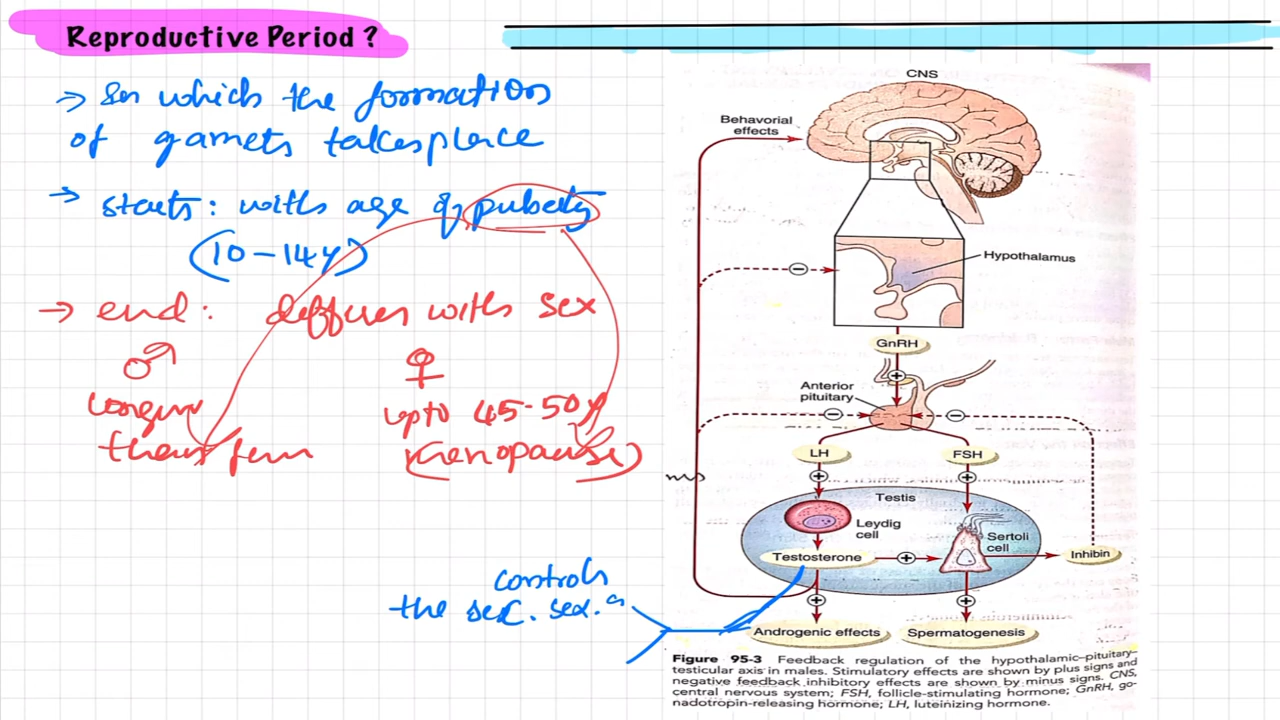 Reproductive Period ?
→ In which the formation
of gamets takesplace
→ starts: with age of puberty
(10-14y)
→ end: differs with sex
♂ ♀
longer
than fem
upto 45-50y
(menopause)
controls
the sec. sex. c
CNS
Behavorial
effects
Hypothalamus
GnRH
Anterior
pituitary
LH
FSH
Testis
Leydig
cell
Sertoli
cell
Testosterone
Inhibin
Androgenic effects
Spermatogenesis
Figure 95-3 Feedback regulation of the hypothalamic–pituitary–
testicular axis in males. Stimulatory effects are shown by plus signs and
negative feedback inhibitory effects are shown by minus signs. CNS,
central nervous system; FSH, follicle-stimulating hormone; GnRH, go-
nadotropin-releasing hormone; LH, luteinizing hormone.